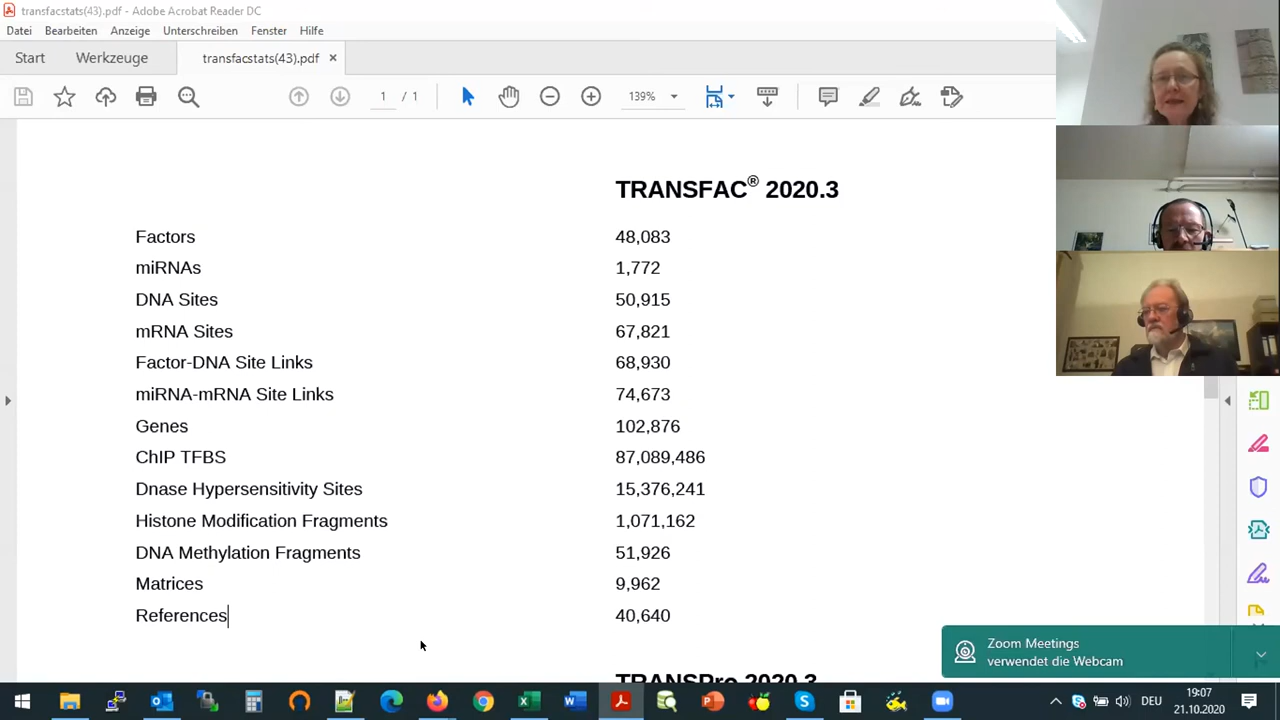 transfacstats(43).pdf - Adobe Acrobat Reader DC
Datei Bearbeiten Anzeige Unterschreiben Fenster Hilfe
Start Werkzeuge transfacstats(43).pdf ×
1 / 1 139%
TRANSFAC® 2020.3
Factors 48,083
miRNAs 1,772
DNA Sites 50,915
mRNA Sites 67,821
Factor-DNA Site Links 68,930
miRNA-mRNA Site Links 74,673
Genes 102,876
ChIP TFBS 87,089,486
Dnase Hypersensitivity Sites 15,376,241
Histone Modification Fragments 1,071,162
DNA Methylation Fragments 51,926
Matrices 9,962
References 40,640
TRANSPro 2020.3
Zoom Meetings
verwendet die Webcam
DEU
19:07
21.10.2020